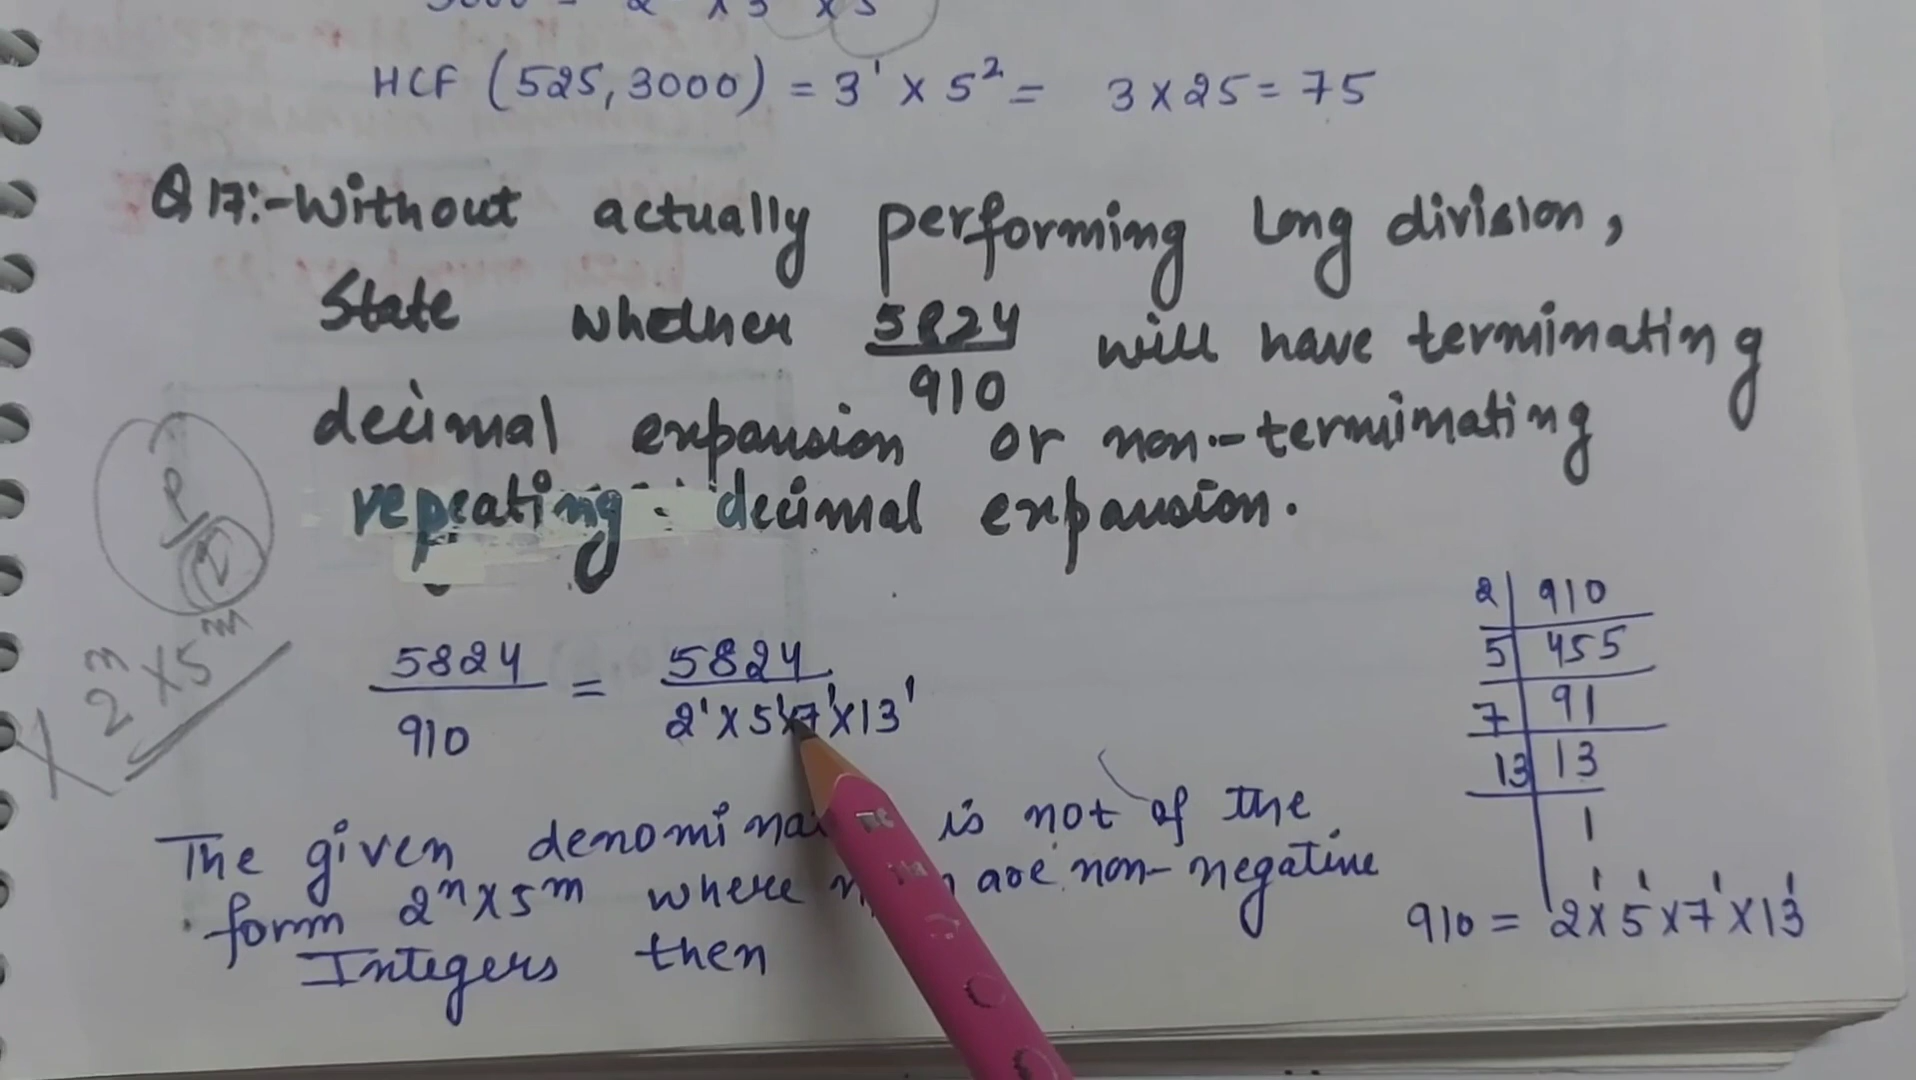 HCF (525, 3000) = 3¹ × 5² = 3 × 25 = 75
Q 17:- Without actually performing long division,
State whether 5824/910 will have terminating
decimal expansion or non-terminating
repeating decimal expansion.
P/2
2ⁿ × 5ᵐ
5824/910 = 5824/2¹ × 5¹ × 7¹ × 13¹
The given is not of the
form 2ⁿ × 5ᵐ where are non-negative
Integers then
2 | 910
5 | 455
7 | 91
13 | 13
1
910 = 2¹ × 5¹ × 7¹ × 13¹